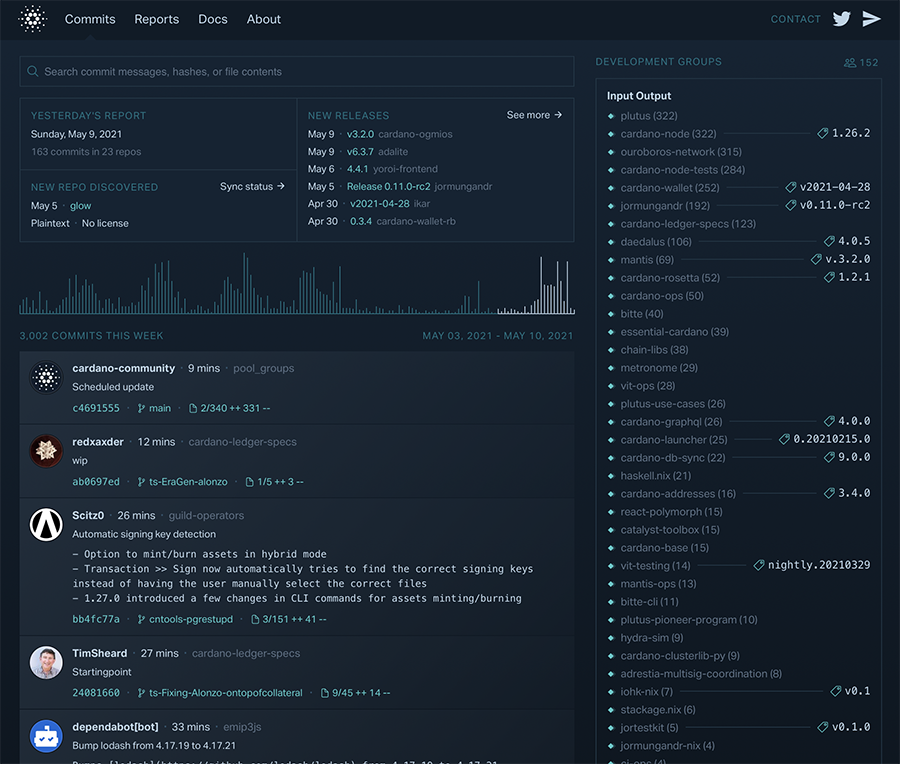 Commits Reports Docs About CONTACT
Search commit messages, hashes, or file contents
YESTERDAY'S REPORT
Sunday, May 9, 2021
163 commits in 23 repos
NEW REPO DISCOVERED Sync status →
May 5 · glow
Plaintext · No license
NEW RELEASES See more →
May 9 · v3.2.0 cardano-ogmios
May 9 · v6.3.7 adalite
May 6 · 4.4.1 yoroi-frontend
May 5 · Release 0.11.0-rc2 jormungandr
Apr 30 · v2021-04-28 ikar
Apr 30 · 0.3.4 cardano-wallet-rb
3,002 COMMITS THIS WEEK MAY 03, 2021 - MAY 10, 2021
cardano-community · 9 mins · pool_groups
Scheduled update
c4691555 · main · 2/340 ++ 331 --
redxaxder · 12 mins · cardano-ledger-specs
wip
ab0697ed · ts-EraGen-alonzo · 1/5 ++ 3 --
Scitz0 · 26 mins · guild-operators
Automatic signing key detection
– Option to mint/burn assets in hybrid mode
– Transaction >> Sign now automatically tries to find the correct signing keys
instead of having the user manually select the correct files
– 1.27.0 introduced a few changes in CLI commands for assets minting/burning
bb4fc77a · cntools-pgrestupd · 3/151 ++ 41 --
TimSheard · 27 mins · cardano-ledger-specs
Startingpoint
24081660 · ts-Fixing-Alonzo-ontopofcollateral · 9/45 ++ 14 --
dependabot[bot] · 33 mins · emip3js
Bump lodash from 4.17.19 to 4.17.21
DEVELOPMENT GROUPS 152
Input Output
plutus (322)
cardano-node (322) 1.26.2
ouroboros-network (315)
cardano-node-tests (284)
cardano-wallet (252) v2021-04-28
jormungandr (192) v0.11.0-rc2
cardano-ledger-specs (123)
daedalus (106) 4.0.5
mantis (69) v.3.2.0
cardano-rosetta (52) 1.2.1
cardano-ops (50)
bitte (40)
essential-cardano (39)
chain-libs (38)
metronome (29)
vit-ops (28)
plutus-use-cases (26)
cardano-graphql (26) 4.0.0
cardano-launcher (25) 0.20210215.0
cardano-db-sync (22) 9.0.0
haskell.nix (21)
cardano-addresses (16) 3.4.0
react-polymorph (15)
catalyst-toolbox (15)
cardano-base (15)
vit-testing (14) nightly.20210329
mantis-ops (13)
bitte-cli (11)
plutus-pioneer-program (10)
hydra-sim (9)
cardano-clusterlib-py (9)
adrestia-multisig-coordination (8)
iohk-nix (7) v0.1
stackage.nix (6)
jortestkit (5) v0.1.0
jormungandr-nix (4)